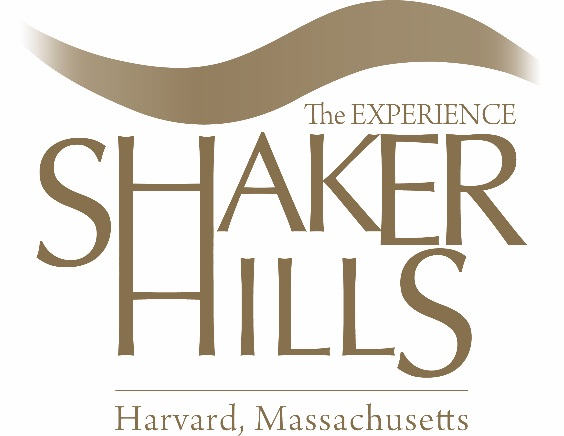 The EXPERIENCE
SHAKER
HILLS
Harvard, Massachusetts